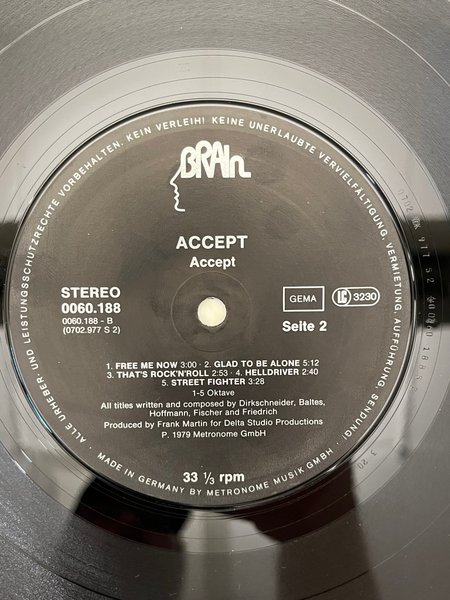 ALLE URHEBER- UND LEISTUNGSSCHUTZRECHTE VORBEHALTEN. KEIN VERLEIH! KEINE UNERLAUBTE VERVIELFÄLTIGUNG, VERMIETUNG, AUFFÜHRUNG, SENDUNG!
BRAIN
ACCEPT
Accept
STEREO
0060.188
0060.188 - B
(0702.977 S 2)
GEMA
LC 3230
Seite 2
1. FREE ME NOW 3:00 · 2. GLAD TO BE ALONE 5:12
3. THAT'S ROCK'N'ROLL 2:53 · 4. HELLDRIVER 2:40
5. STREET FIGHTER 3:28
1-5 Oktave
All titles written and composed by Dirkschneider, Baltes,
Hoffmann, Fischer and Friedrich
Produced by Frank Martin for Delta Studio Productions
℗ 1979 Metronome GmbH
33 ⅓ rpm
MADE IN GERMANY BY METRONOME MUSIK GMBH